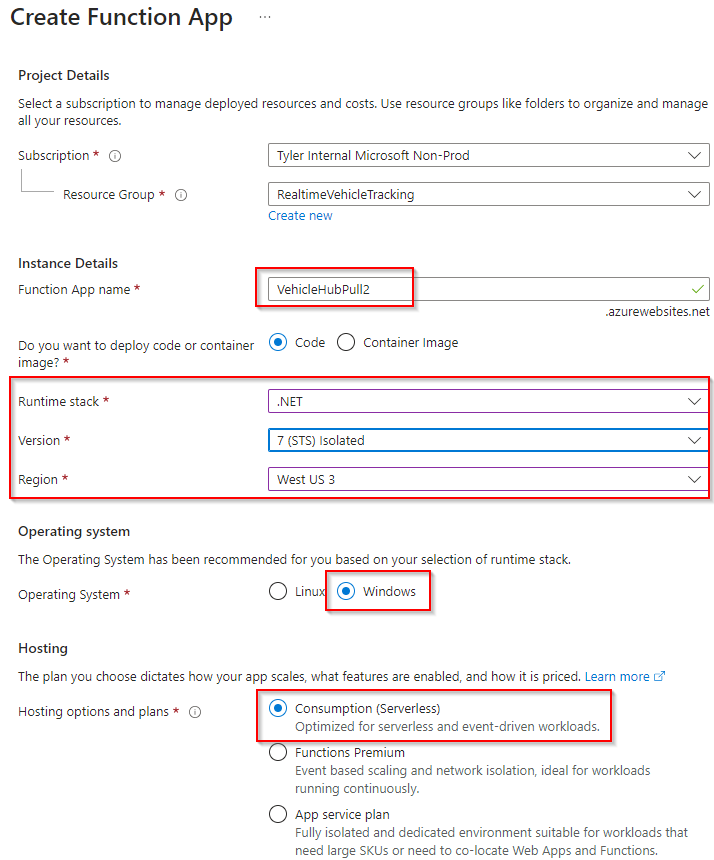 Create Function App ...
Project Details
Select a subscription to manage deployed resources and costs. Use resource groups like folders to organize and manage
all your resources.
Subscription *
Tyler Internal Microsoft Non-Prod
Resource Group *
RealtimeVehicleTracking
Create new
Instance Details
Function App name *
VehicleHubPull2
.azurewebsites.net
Do you want to deploy code or container
image? *
Code
Container Image
Runtime stack *
.NET
Version *
7 (STS) Isolated
Region *
West US 3
Operating system
The Operating System has been recommended for you based on your selection of runtime stack.
Operating System *
Linux
Windows
Hosting
The plan you choose dictates how your app scales, what features are enabled, and how it is priced. Learn more
Hosting options and plans *
Consumption (Serverless)
Optimized for serverless and event-driven workloads.
Functions Premium
Event based scaling and network isolation, ideal for workloads
running continuously.
App service plan
Fully isolated and dedicated environment suitable for workloads that
need large SKUs or need to co-locate Web Apps and Functions.